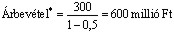 Árbevétel* = 300 / (1 – 0,5) = 600 millió Ft